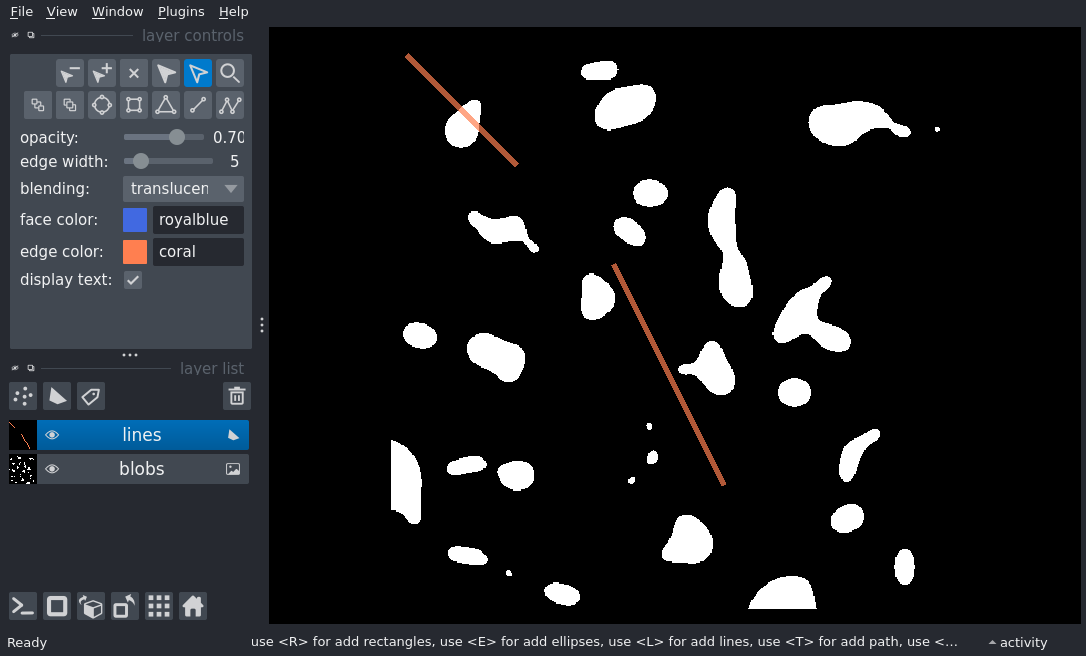 File View Window Plugins Help
layer controls
opacity: 0.70
edge width: 5
blending: translucen
face color: royalblue
edge color: coral
display text:
layer list
lines
blobs
Ready use <R> for add rectangles, use <E> for add ellipses, use <L> for add lines, use <T> for add path, use <... activity